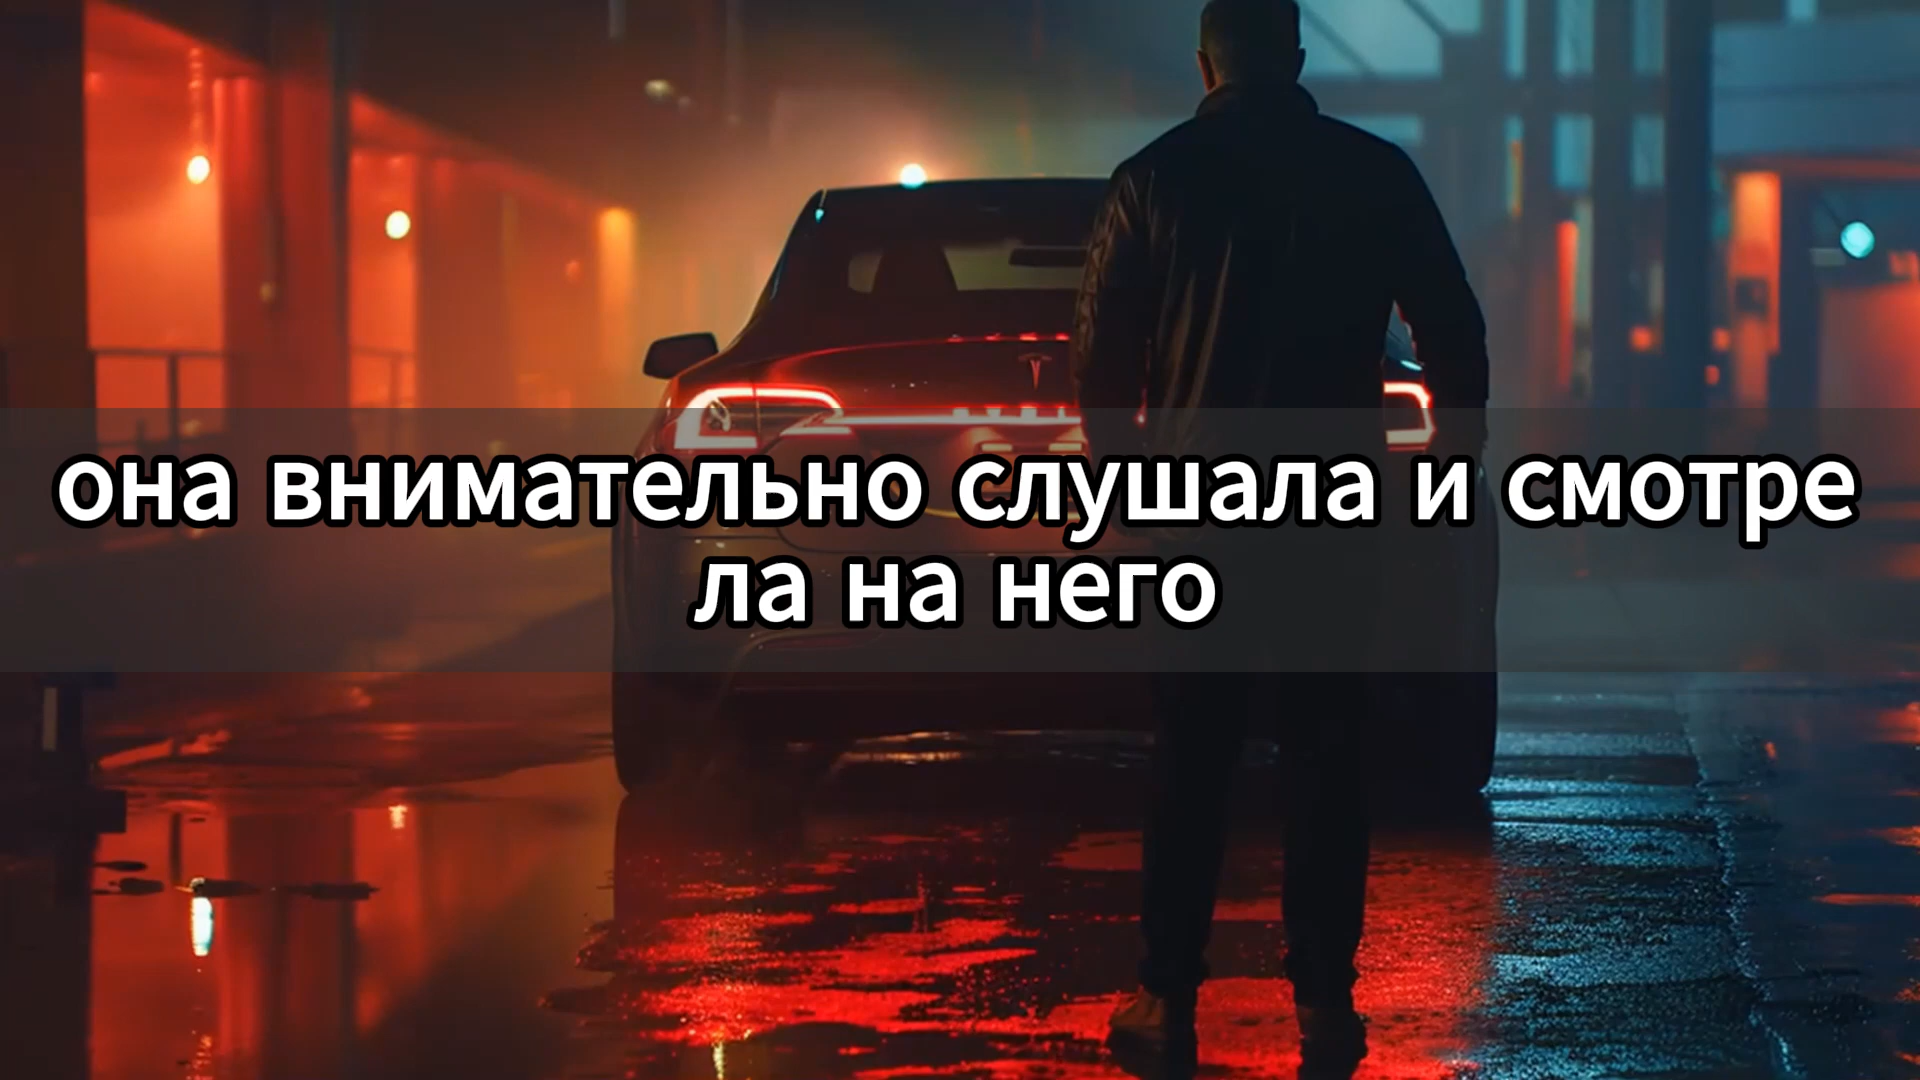 она внимательно слушала и смотре
ла на него